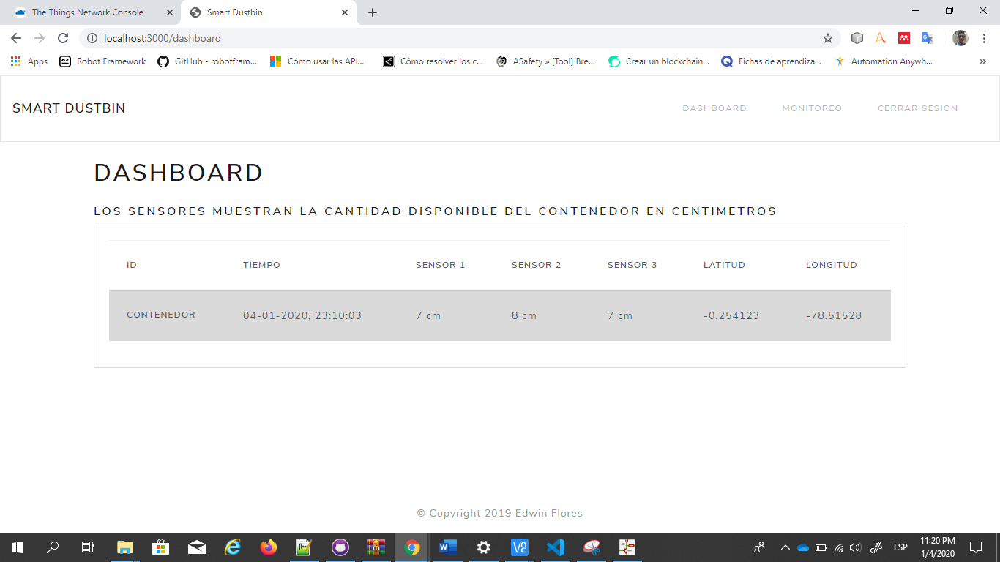 The Things Network Console
Smart Dustbin
localhost:3000/dashboard
Apps
Robot Framework
GitHub - robotfram...
Cómo usar las API...
Cómo resolver los c...
ASafety » [Tool] Bre...
Crear un blockchain...
Fichas de aprendiza...
Automation Anywh...
»
SMART DUSTBIN
DASHBOARD MONITOREO CERRAR SESION
DASHBOARD
LOS SENSORES MUESTRAN LA CANTIDAD DISPONIBLE DEL CONTENEDOR EN CENTIMETROS
ID TIEMPO SENSOR 1 SENSOR 2 SENSOR 3 LATITUD LONGITUD
CONTENEDOR 04-01-2020, 23:10:03 7 cm 8 cm 7 cm -0.254123 -78.51528
© Copyright 2019 Edwin Flores
ESP
11:20 PM
1/4/2020